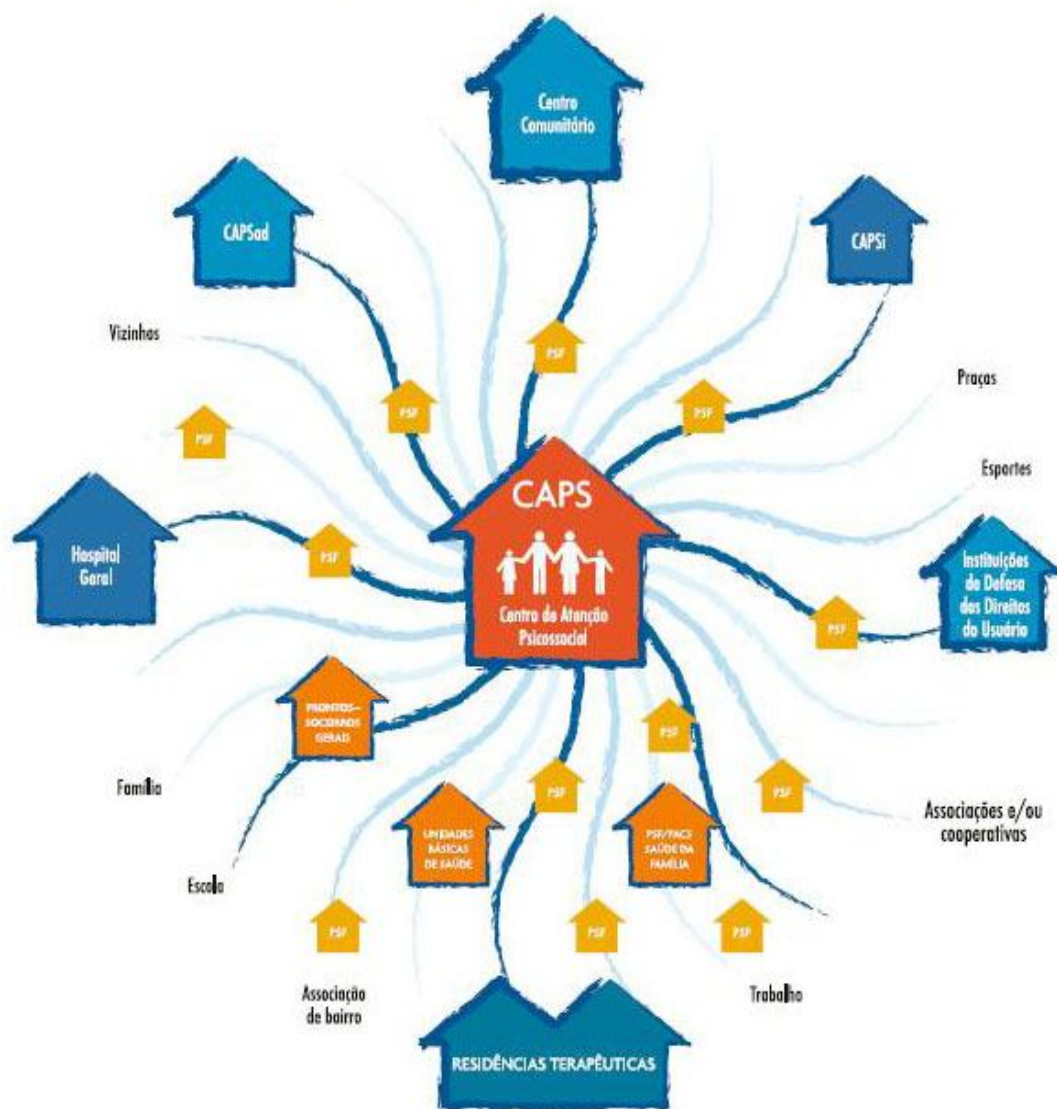 Centro
Comunitário
CAPSad
CAPSi
Vizinhos
PSF
PSF
PSF
Praças
PSF
Esportes
CAPS
Centro de Atenção
Psicossocial
Hospital
Geral
PSF
Instituições
de Defesa
dos Direitos
do Usuário
PSF
PRONTOS–
SOCORROS
GERAIS
PSF
Família
PSF
PSF
Associações e/ou
cooperativas
UNIDADES
BÁSICAS
DE SAÚDE
PSF/PACS
SAÚDE DA
FAMÍLIA
Escola
PSF
PSF
PSF
Associação
de bairro
Trabalho
RESIDÊNCIAS TERAPÊUTICAS